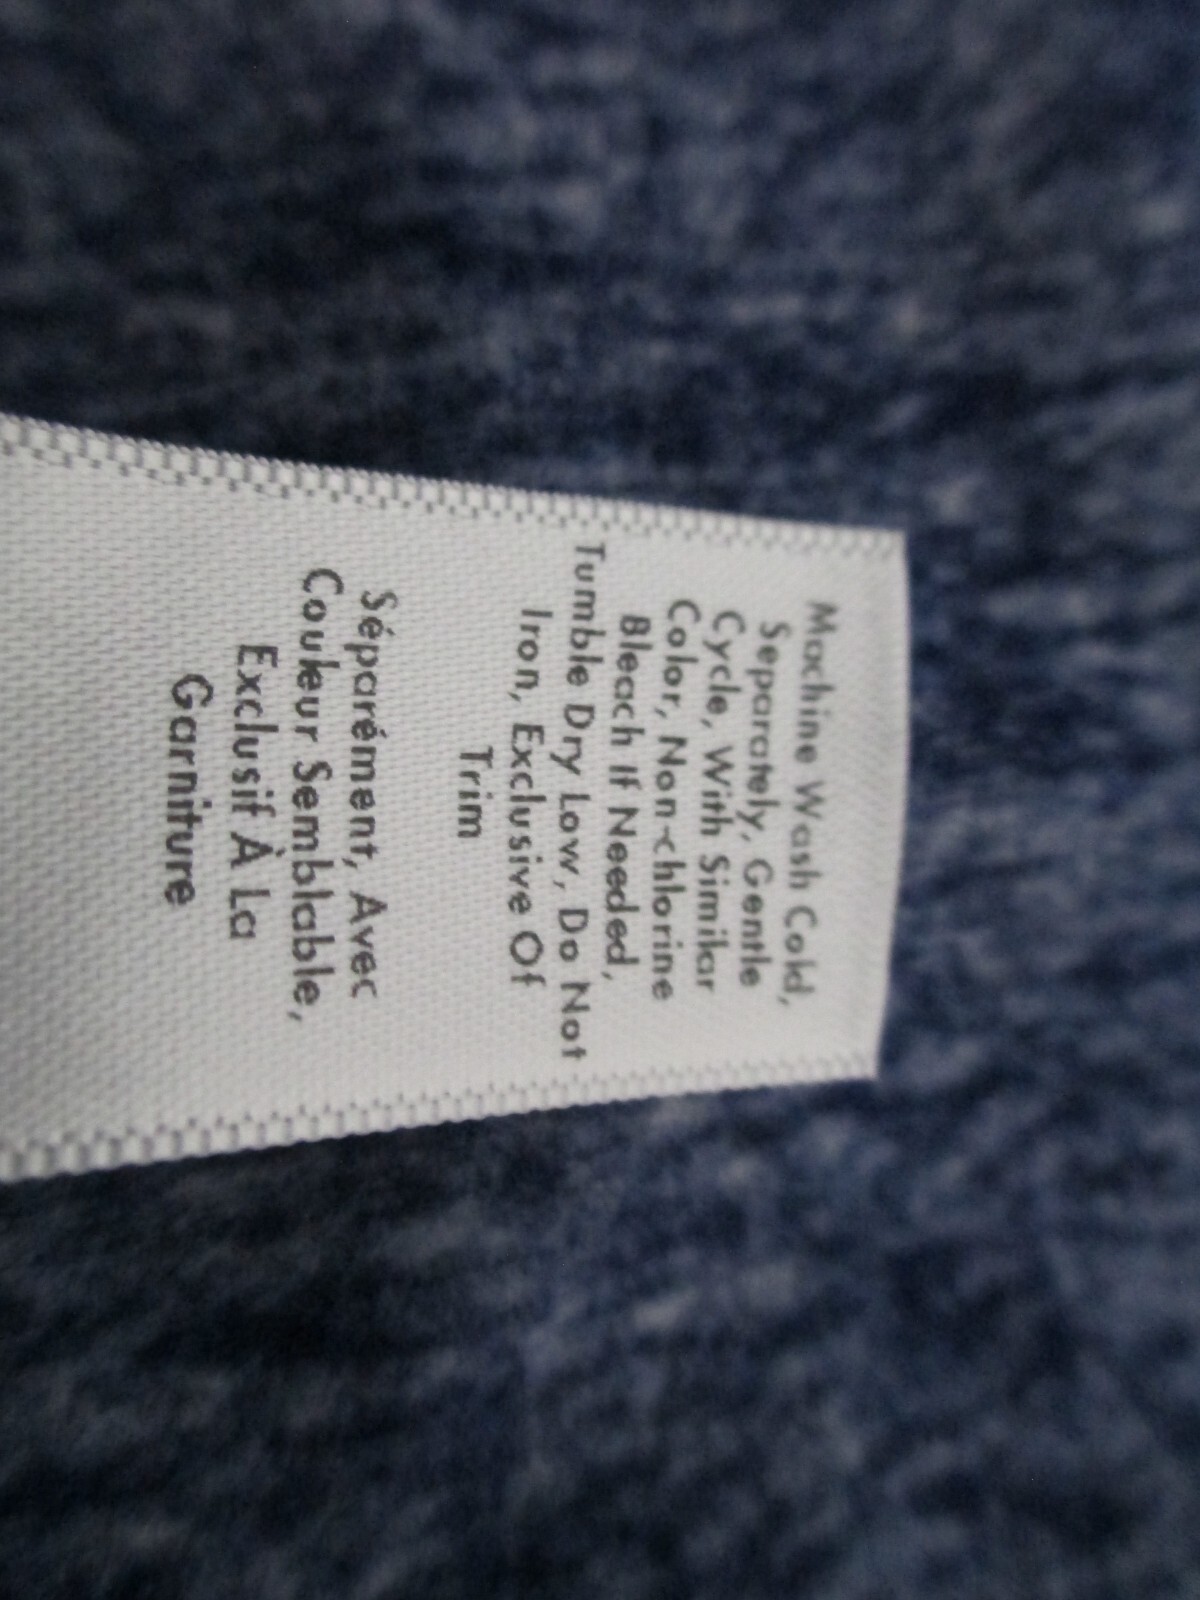 Machine Wash Cold,
Separately, Gentle
Cycle, With Similar
Color, Non-chlorine
Bleach If Needed,
Tumble Dry Low, Do Not
Iron, Exclusive Of
Trim
Séparément, Avec
Couleur Semblable,
Exclusif À La
Garniture